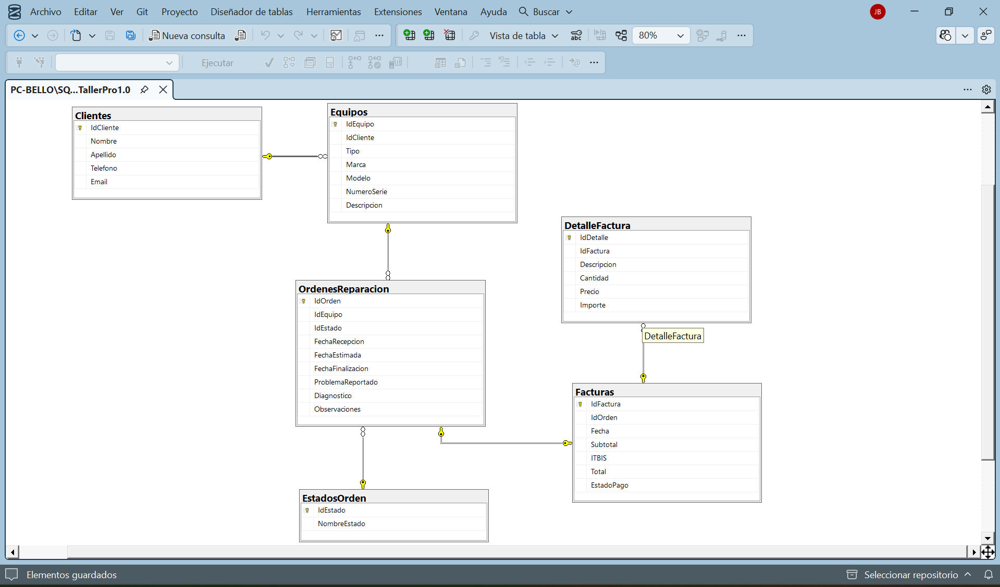 Archivo Editar Ver Git Proyecto Diseñador de tablas Herramientas Extensiones Ventana Ayuda Buscar JB
Nueva consulta Vista de tabla abc 80%
Ejecutar
PC-BELLO\SQ...TallerPro1.0
Clientes
IdCliente
Nombre
Apellido
Telefono
Email
Equipos
IdEquipo
IdCliente
Tipo
Marca
Modelo
NumeroSerie
Descripcion
DetalleFactura
IdDetalle
IdFactura
Descripcion
Cantidad
Precio
Importe
DetalleFactura
OrdenesReparacion
IdOrden
IdEquipo
IdEstado
FechaRecepcion
FechaEstimada
FechaFinalizacion
ProblemaReportado
Diagnostico
Observaciones
Facturas
IdFactura
IdOrden
Fecha
Subtotal
ITBIS
Total
EstadoPago
EstadosOrden
IdEstado
NombreEstado
Elementos guardados Seleccionar repositorio